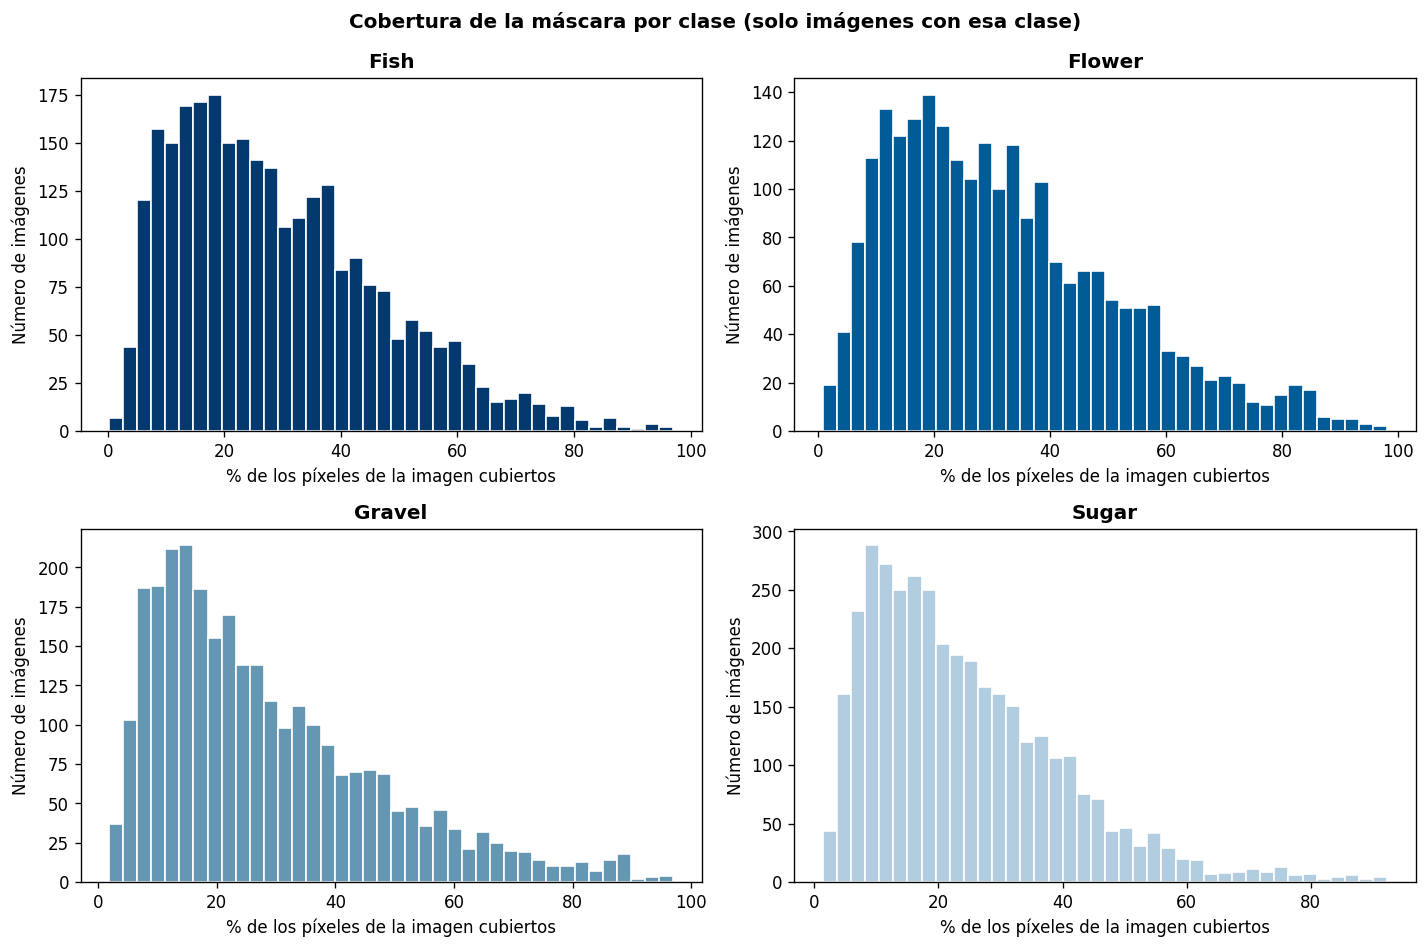 Cobertura de la máscara por clase (solo imágenes con esa clase)
Fish
Número de imágenes
175
150
125
100
75
50
25
0
0 20 40 60 80 100
% de los píxeles de la imagen cubiertos
Flower
Número de imágenes
140
120
100
80
60
40
20
0
0 20 40 60 80 100
% de los píxeles de la imagen cubiertos
Gravel
Número de imágenes
200
175
150
125
100
75
50
25
0
0 20 40 60 80 100
% de los píxeles de la imagen cubiertos
Sugar
Número de imágenes
300
250
200
150
100
50
0
0 20 40 60 80
% de los píxeles de la imagen cubiertos